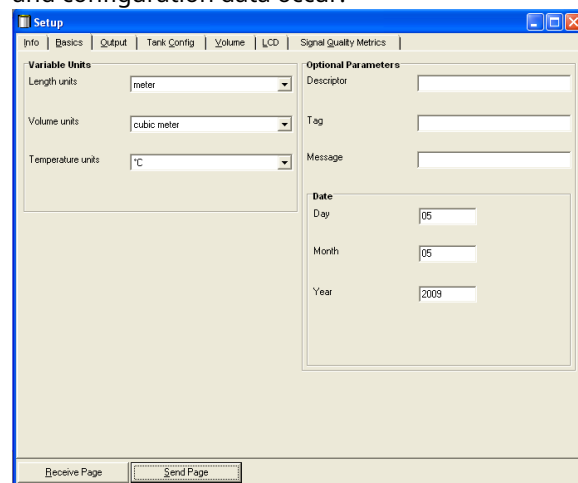 and configuration data occur.
Setup
Info Basics Output Tank Config Volume LCD Signal Quality Metrics
Variable Units
Length units meter
Volume units cubic meter
Temperature units °C
Optional Parameters
Descriptor
Tag
Message
Date
Day 05
Month 05
Year 2009
Receive Page Send Page